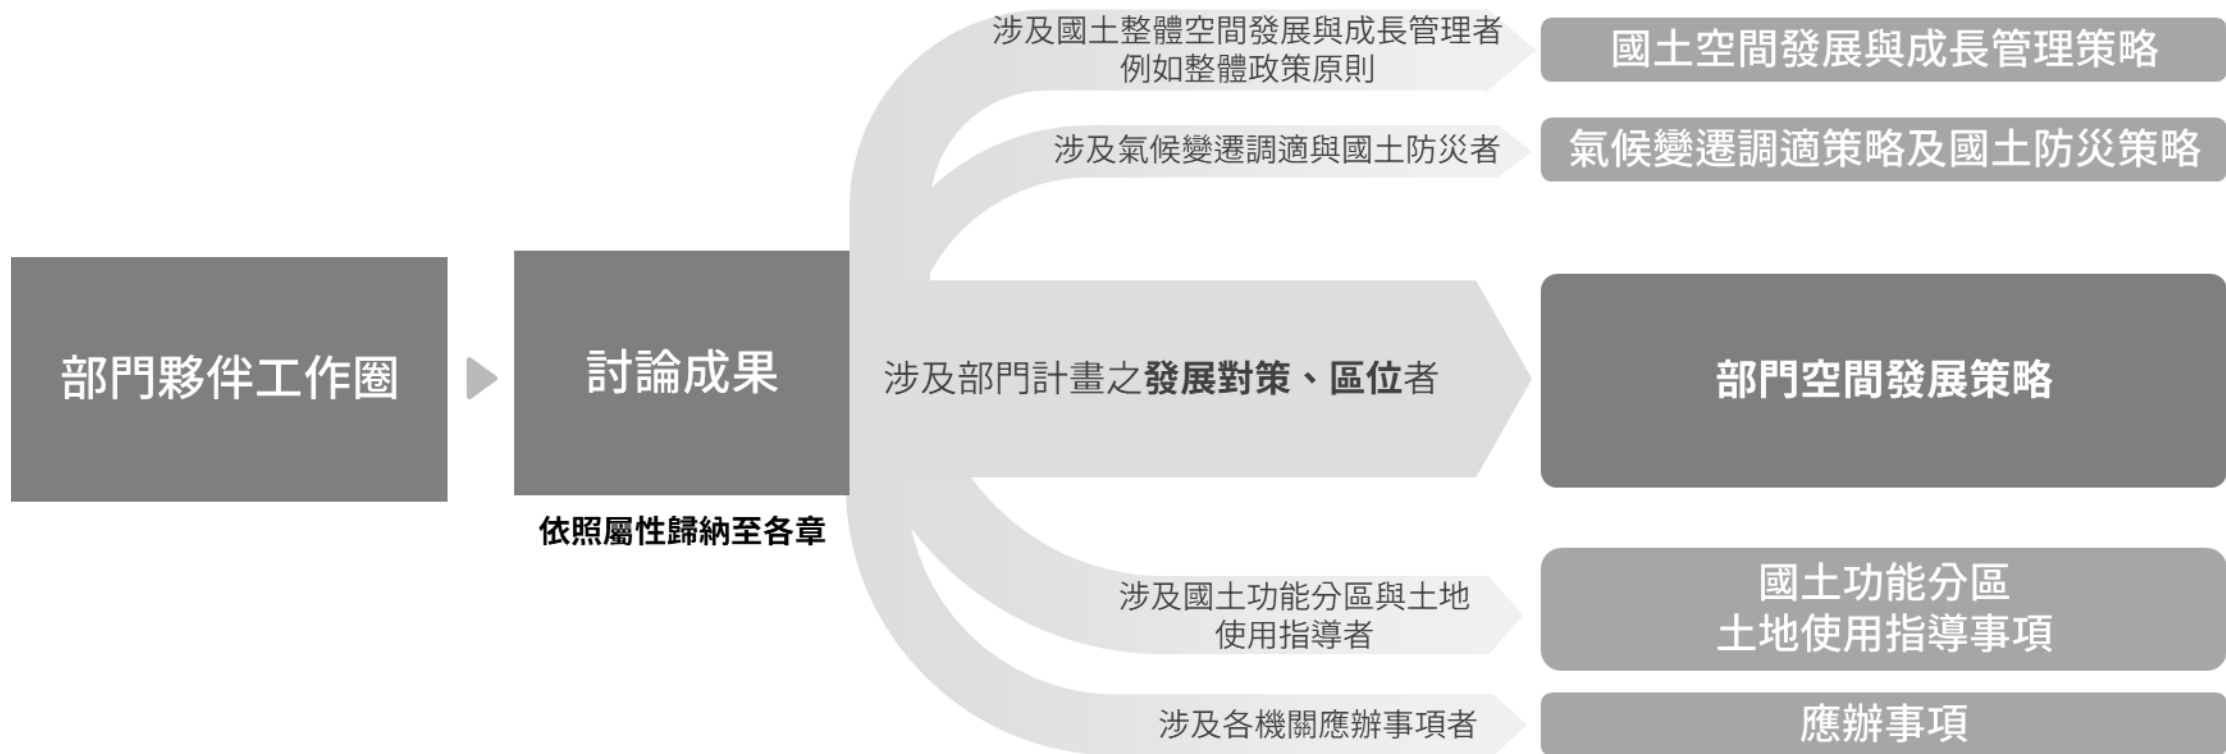 部門夥伴工作圈
討論成果
依照屬性歸納至各章
涉及國土整體空間發展與成長管理者
例如整體政策原則
國土空間發展與成長管理策略
涉及氣候變遷調適與國土防災者
氣候變遷調適策略及國土防災策略
涉及部門計畫之發展對策、區位者
部門空間發展策略
涉及國土功能分區與土地
使用指導者
國土功能分區
土地使用指導事項
涉及各機關應辦事項者
應辦事項